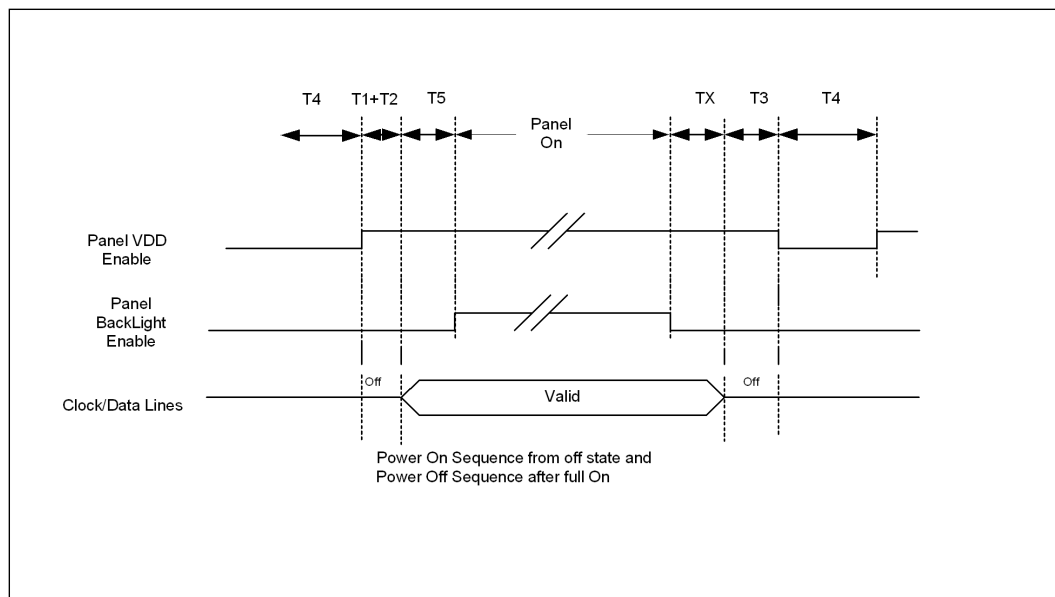 T4 T1+T2 T5 TX T3 T4
Panel
On
Panel VDD
Enable
Panel
BackLight
Enable
Off Off
Clock/Data Lines Valid
Power On Sequence from off state and
Power Off Sequence after full On